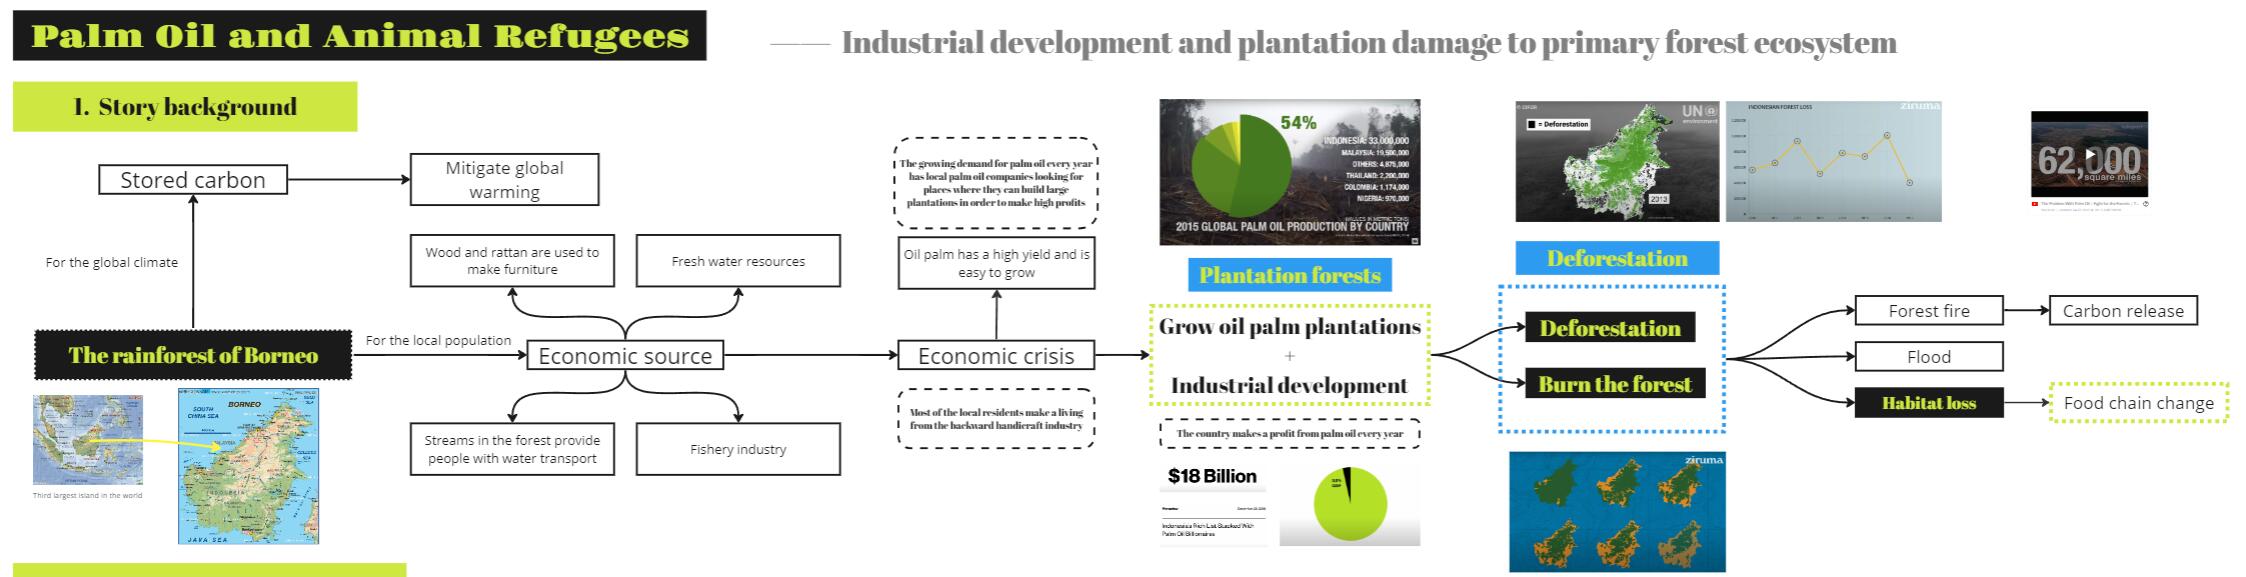 Palm Oil and Animal Refugees
Industrial development and plantation damage to primary forest ecosystem
1. Story background
Stored carbon
Mitigate global
warming
For the global climate
Wood and rattan are used to
make furniture
Fresh water resources
The rainforest of Borneo
For the local population
Economic source
Streams in the forest provide
people with water transport
Fishery industry
Third largest island in the world
SOUTH
CHINA SEA
BORNEO
JAVA SEA
The growing demand for palm oil every year
has local palm oil companies looking for
places where they can build large
plantations in order to make high profits
Oil palm has a high yield and is
easy to grow
Economic crisis
Most of the local residents make a living
from the backward handicraft industry
54%
INDONESIA: 33,000,000
MALAYSIA: 19,500,000
OTHERS: 4,875,000
THAILAND: 2,200,000
COLOMBIA: 1,174,000
NIGERIA: 970,000
VALUES IN METRIC TONS
2015 GLOBAL PALM OIL PRODUCTION BY COUNTRY
Plantation forests
Grow oil palm plantations
+
Industrial development
The country makes a profit from palm oil every year
$18 Billion
Indonesia's Rich List Stacked With
Palm Oil Billionaires
= Deforestation
UN
environment
2013
INDONESIAN FOREST LOSS
ziruma
62,000
square miles
Deforestation
Deforestation
Burn the forest
ziruma
Forest fire
Carbon release
Flood
Habitat loss
Food chain change